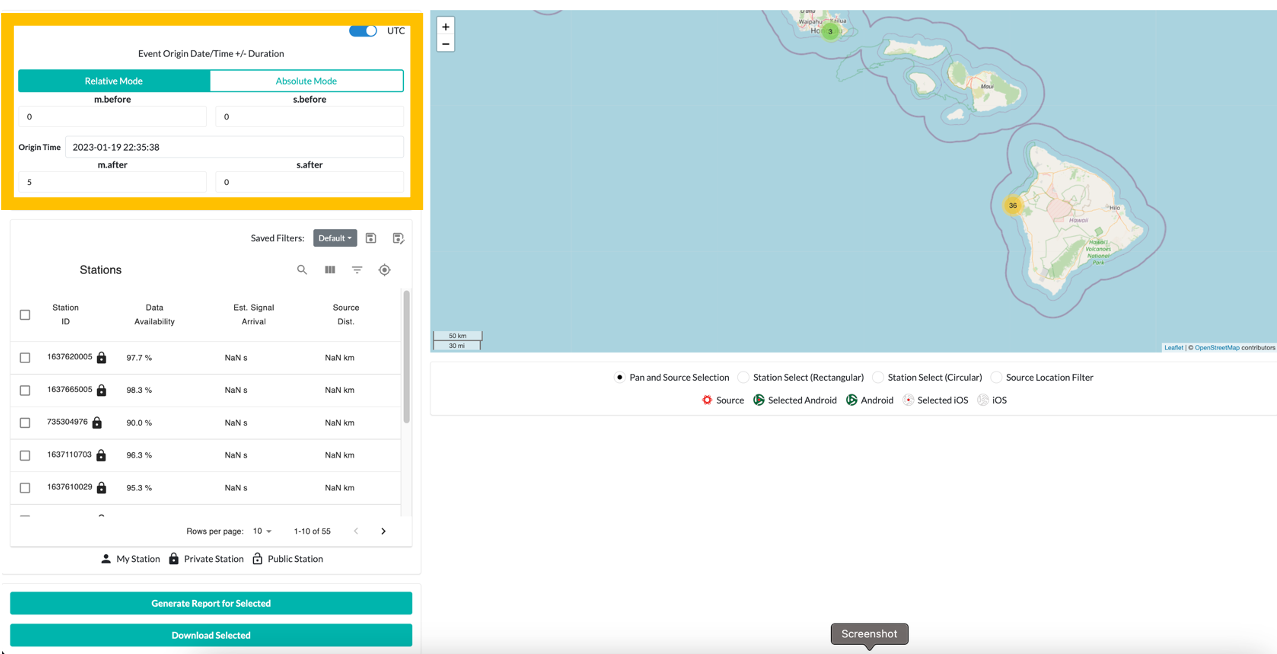 UTC
Event Origin Date/Time +/- Duration
Relative Mode Absolute Mode
m.before s.before
0 0
Origin Time 2023-01-19 22:35:38
m.after s.after
5 0
Saved Filters: Default
Stations
Station ID Data Availability Est. Signal Arrival Source Dist.
1637620005 97.7 % NaN s NaN km
1637665005 98.3 % NaN s NaN km
735304976 90.0 % NaN s NaN km
1637110703 96.3 % NaN s NaN km
1637610029 95.3 % NaN s NaN km
Rows per page: 10 1-10 of 55
My Station Private Station Public Station
Generate Report for Selected
Download Selected
+
−
3
Maui
36
Hilo
Hawaii
National
Park
50 km
30 mi
Leaflet | © OpenStreetMap contributors
Pan and Source Selection Station Select (Rectangular) Station Select (Circular) Source Location Filter
Source Selected Android Android Selected iOS iOS
Screenshot